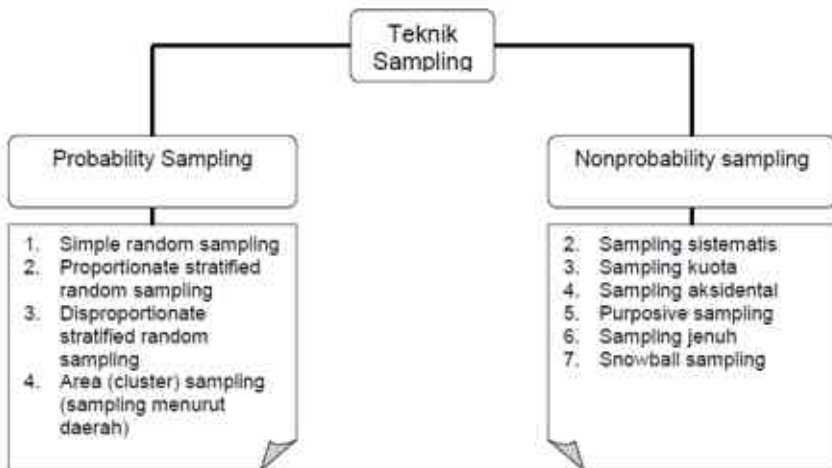 Teknik
Sampling
Probability Sampling
Nonprobability sampling
1. Simple random sampling
2. Proportionate stratified
random sampling
3. Disproportionate
stratified random
sampling
4. Area (cluster) sampling
(sampling menurut
daerah)
2. Sampling sistematis
3. Sampling kuota
4. Sampling aksidental
5. Purposive sampling
6. Sampling jenuh
7. Snowball sampling